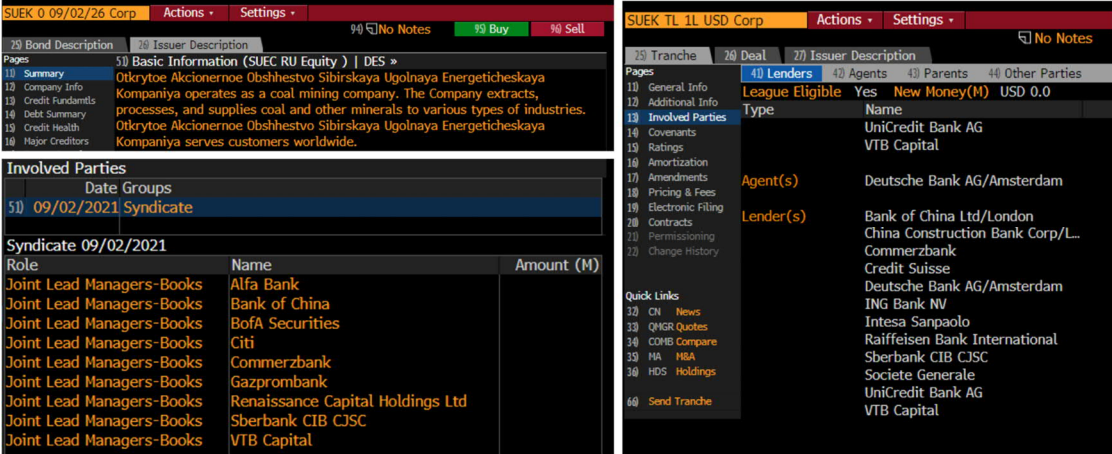 SUEK 0 09/02/26 Corp Actions Settings
94) No Notes 95) Buy 96) Sell
25) Bond Description 26) Issuer Description
Pages
11) Summary
12) Company Info
13) Credit Fundamtls
14) Debt Summary
15) Credit Health
16) Major Creditors
51) Basic Information (SUEC RU Equity ) | DES »
Otkrytoe Akcionernoe Obshhestvo Sibirskaya Ugolnaya Energeticheskaya
Kompaniya operates as a coal mining company. The Company extracts,
processes, and supplies coal and other minerals to various types of industries.
Otkrytoe Akcionernoe Obshhestvo Sibirskaya Ugolnaya Energeticheskaya
Kompaniya serves customers worldwide.
Involved Parties
Date Groups
51) 09/02/2021 Syndicate
Syndicate 09/02/2021
Role Name Amount (M)
Joint Lead Managers-Books Alfa Bank
Joint Lead Managers-Books Bank of China
Joint Lead Managers-Books BofA Securities
Joint Lead Managers-Books Citi
Joint Lead Managers-Books Commerzbank
Joint Lead Managers-Books Gazprombank
Joint Lead Managers-Books Renaissance Capital Holdings Ltd
Joint Lead Managers-Books Sberbank CIB CJSC
Joint Lead Managers-Books VTB Capital
SUEK TL 1L USD Corp Actions Settings
No Notes
25) Tranche 26) Deal 27) Issuer Description
Pages
11) General Info
12) Additional Info
13) Involved Parties
14) Covenants
15) Ratings
16) Amortization
17) Amendments
18) Pricing & Fees
19) Electronic Filing
20) Contracts
21) Permissioning
22) Change History
Quick Links
32) CN News
33) QMGR Quotes
34) COMB Compare
35) MA M&A
36) HDS Holdings
66) Send Tranche
41) Lenders 42) Agents 43) Parents 44) Other Parties
League Eligible Yes New Money(M) USD 0.0
Type Name
UniCredit Bank AG
VTB Capital
Agent(s) Deutsche Bank AG/Amsterdam
Lender(s) Bank of China Ltd/London
China Construction Bank Corp/L...
Commerzbank
Credit Suisse
Deutsche Bank AG/Amsterdam
ING Bank NV
Intesa Sanpaolo
Raiffeisen Bank International
Sberbank CIB CJSC
Societe Generale
UniCredit Bank AG
VTB Capital